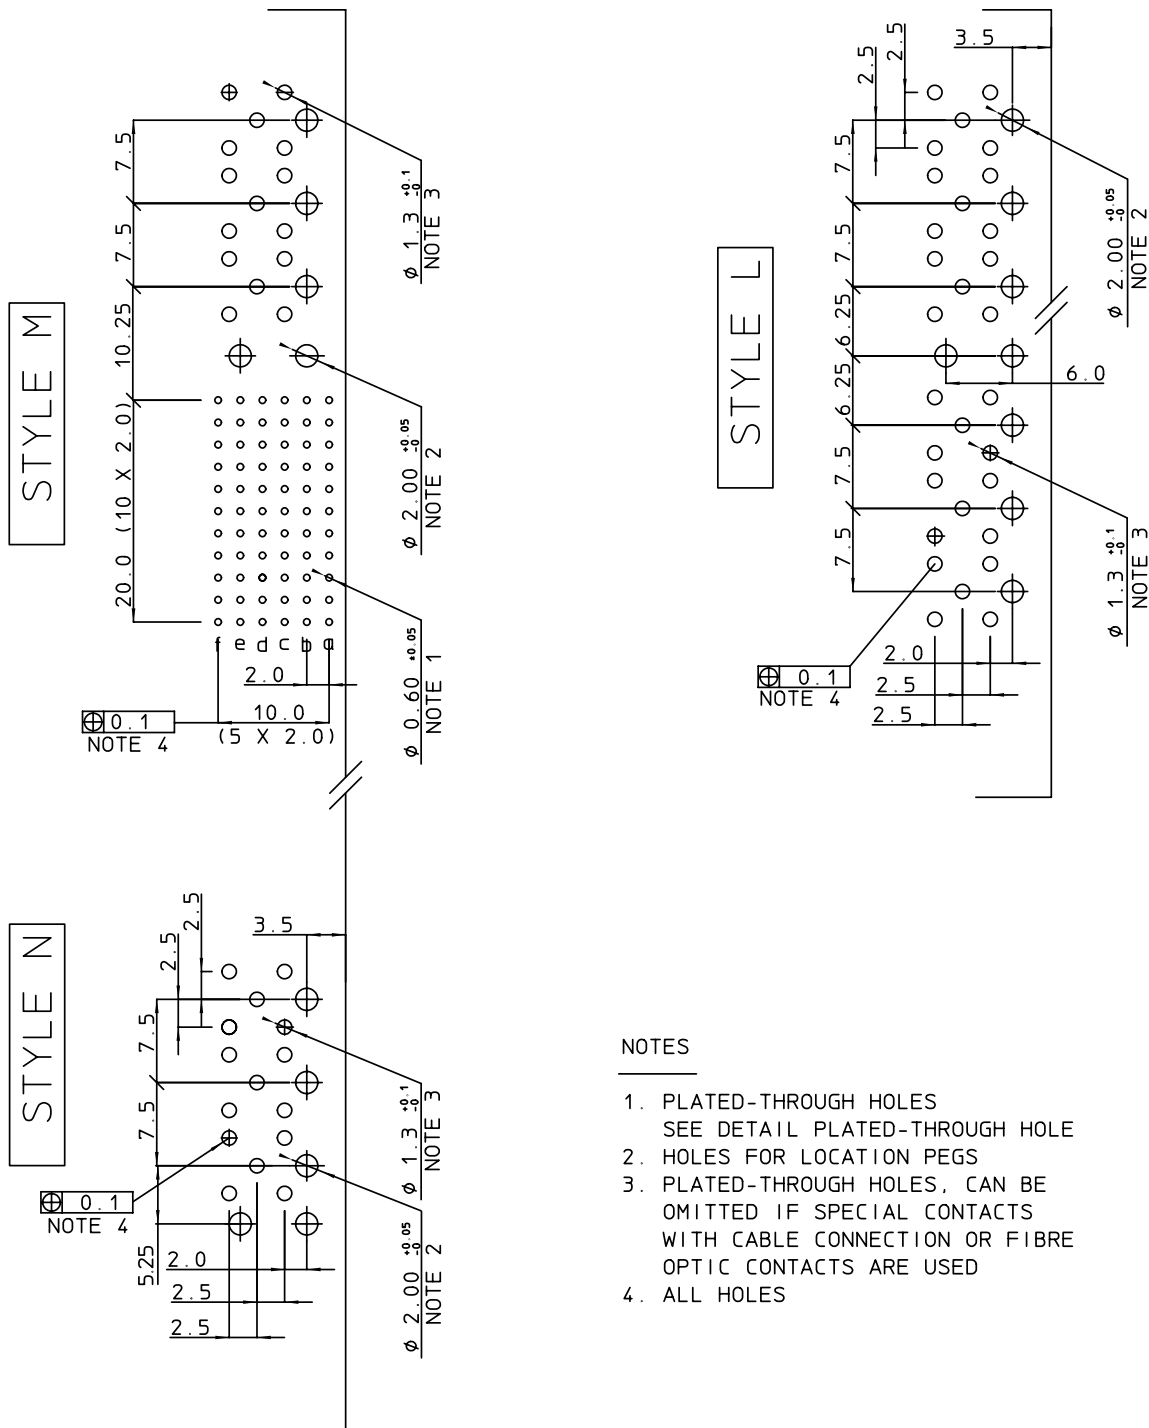 STYLE M
7.5
7.5
10.25
20.0 (10 X 2.0)
ø 1.3 +0.1 -0
NOTE 3
ø 2.00 +0.05 -0
NOTE 2
ø 0.60 ±0.05
NOTE 1
f e d c b a
2.0
10.0
(5 X 2.0)
0.1
NOTE 4
STYLE L
2.5
2.5
3.5
7.5
7.5
6.25
6.25
7.5
7.5
ø 2.00 +0.05 -0
NOTE 2
6.0
ø 1.3 +0.1 -0
NOTE 3
0.1
NOTE 4
2.0
2.5
2.5
STYLE N
2.5
2.5
3.5
7.5
7.5
5.25
ø 1.3 +0.1 -0
NOTE 3
0.1
NOTE 4
ø 2.00 +0.05 -0
NOTE 2
2.0
2.5
2.5
NOTES
1. PLATED-THROUGH HOLES
SEE DETAIL PLATED-THROUGH HOLE
2. HOLES FOR LOCATION PEGS
3. PLATED-THROUGH HOLES, CAN BE
OMITTED IF SPECIAL CONTACTS
WITH CABLE CONNECTION OR FIBRE
OPTIC CONTACTS ARE USED
4. ALL HOLES